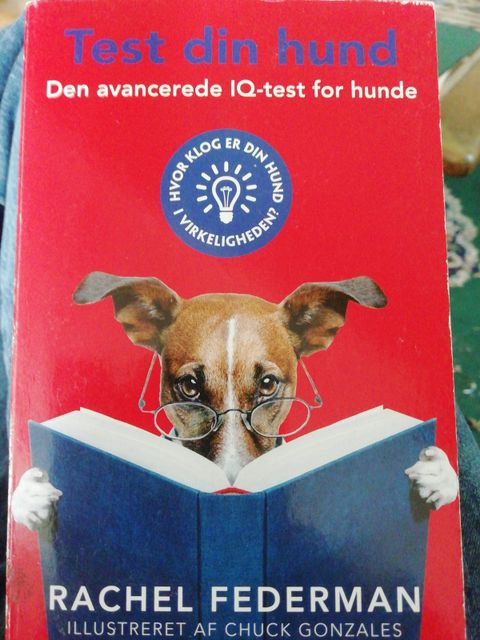 Test din hund
Den avancerede IQ-test for hunde
HVOR KLOG ER DIN HUND
I VIRKELIGHEDEN?
RACHEL FEDERMAN
ILLUSTRERET AF CHUCK GONZALES